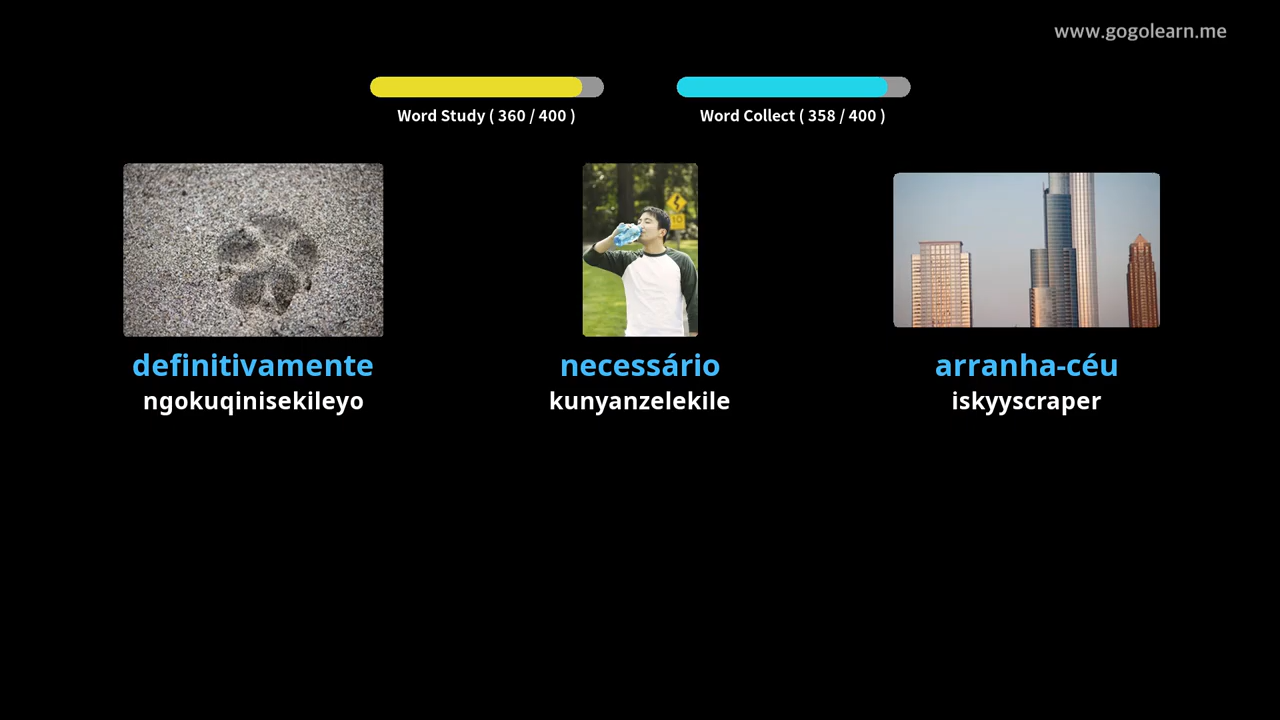 www.gogolearn.me
Word Study ( 360 / 400 )
Word Collect ( 358 / 400 )
definitivamente
ngokuqinisekileyo
necessário
kunyanzelekile
arranha-céu
iskyyscraper